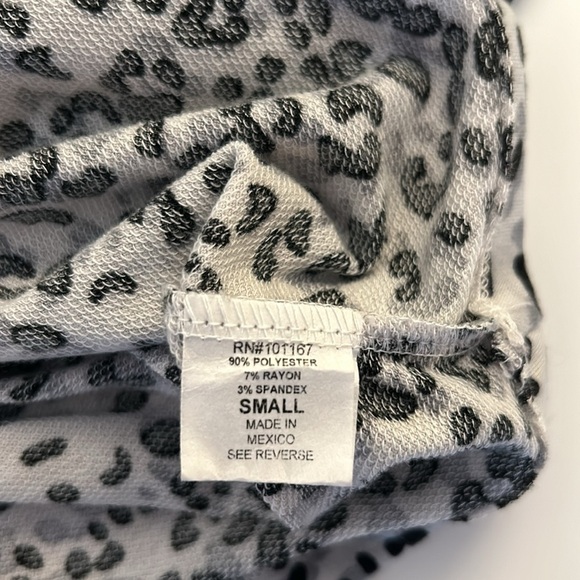 RN#101167
90% POLYESTER
7% RAYON
3% SPANDEX
SMALL
MADE IN
MEXICO
SEE REVERSE